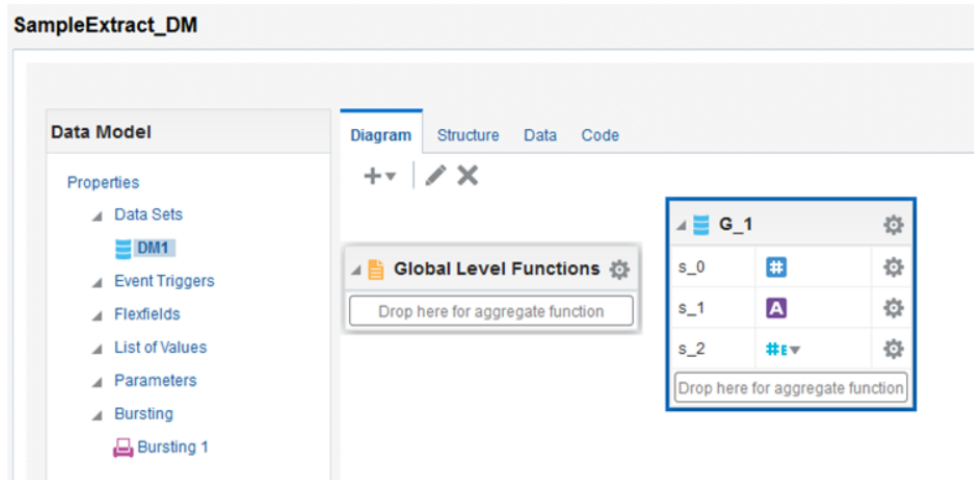 SampleExtract_DM
Data Model
Properties
Data Sets
DM1
Event Triggers
Flexfields
List of Values
Parameters
Bursting
Bursting 1
Diagram Structure Data Code
Global Level Functions
Drop here for aggregate function
G_1
s_0 #
s_1 A
s_2 #E
Drop here for aggregate function